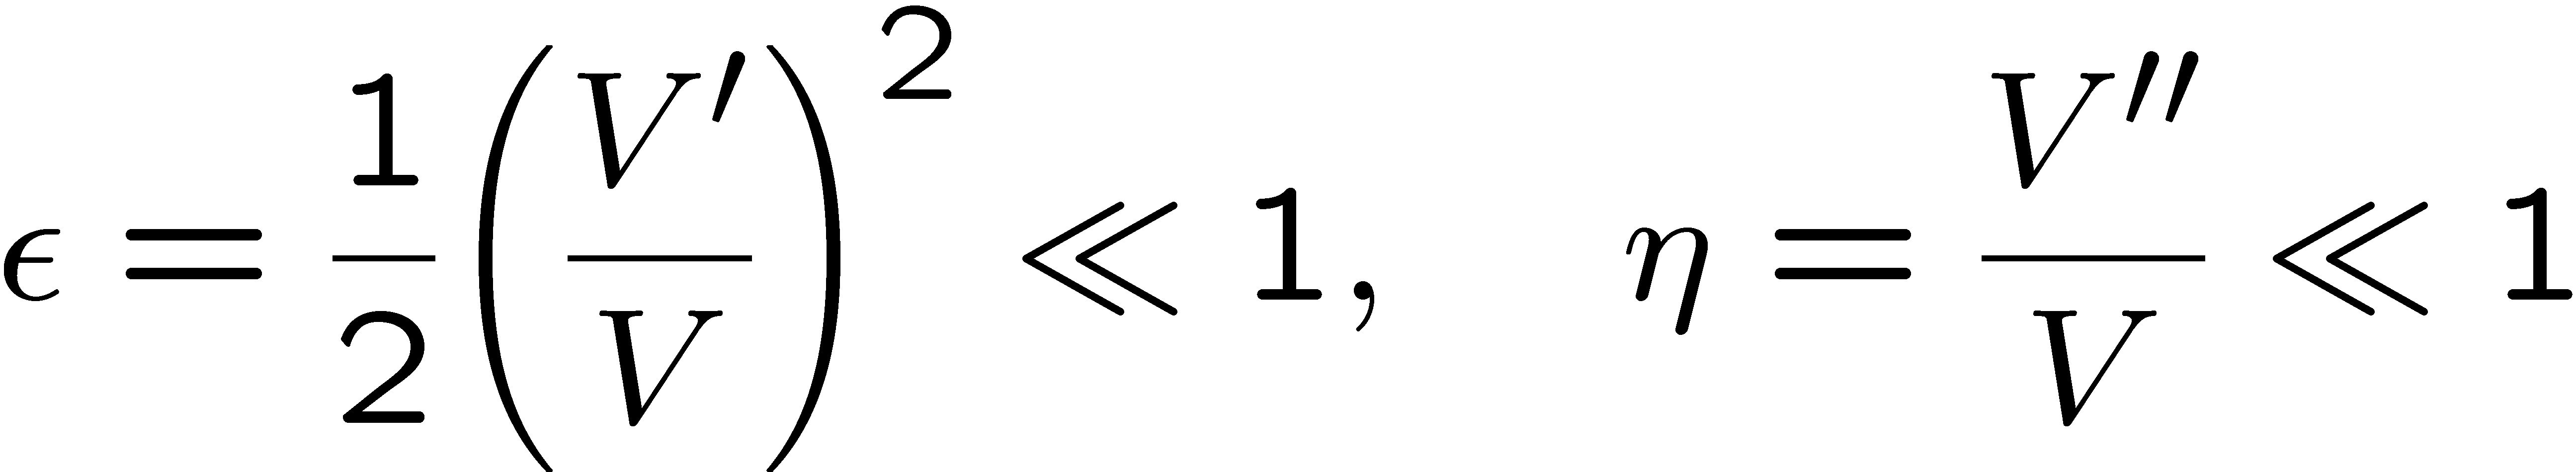 ϵ = 1/2 (V′/V)² ≪ 1, η = V″/V ≪ 1